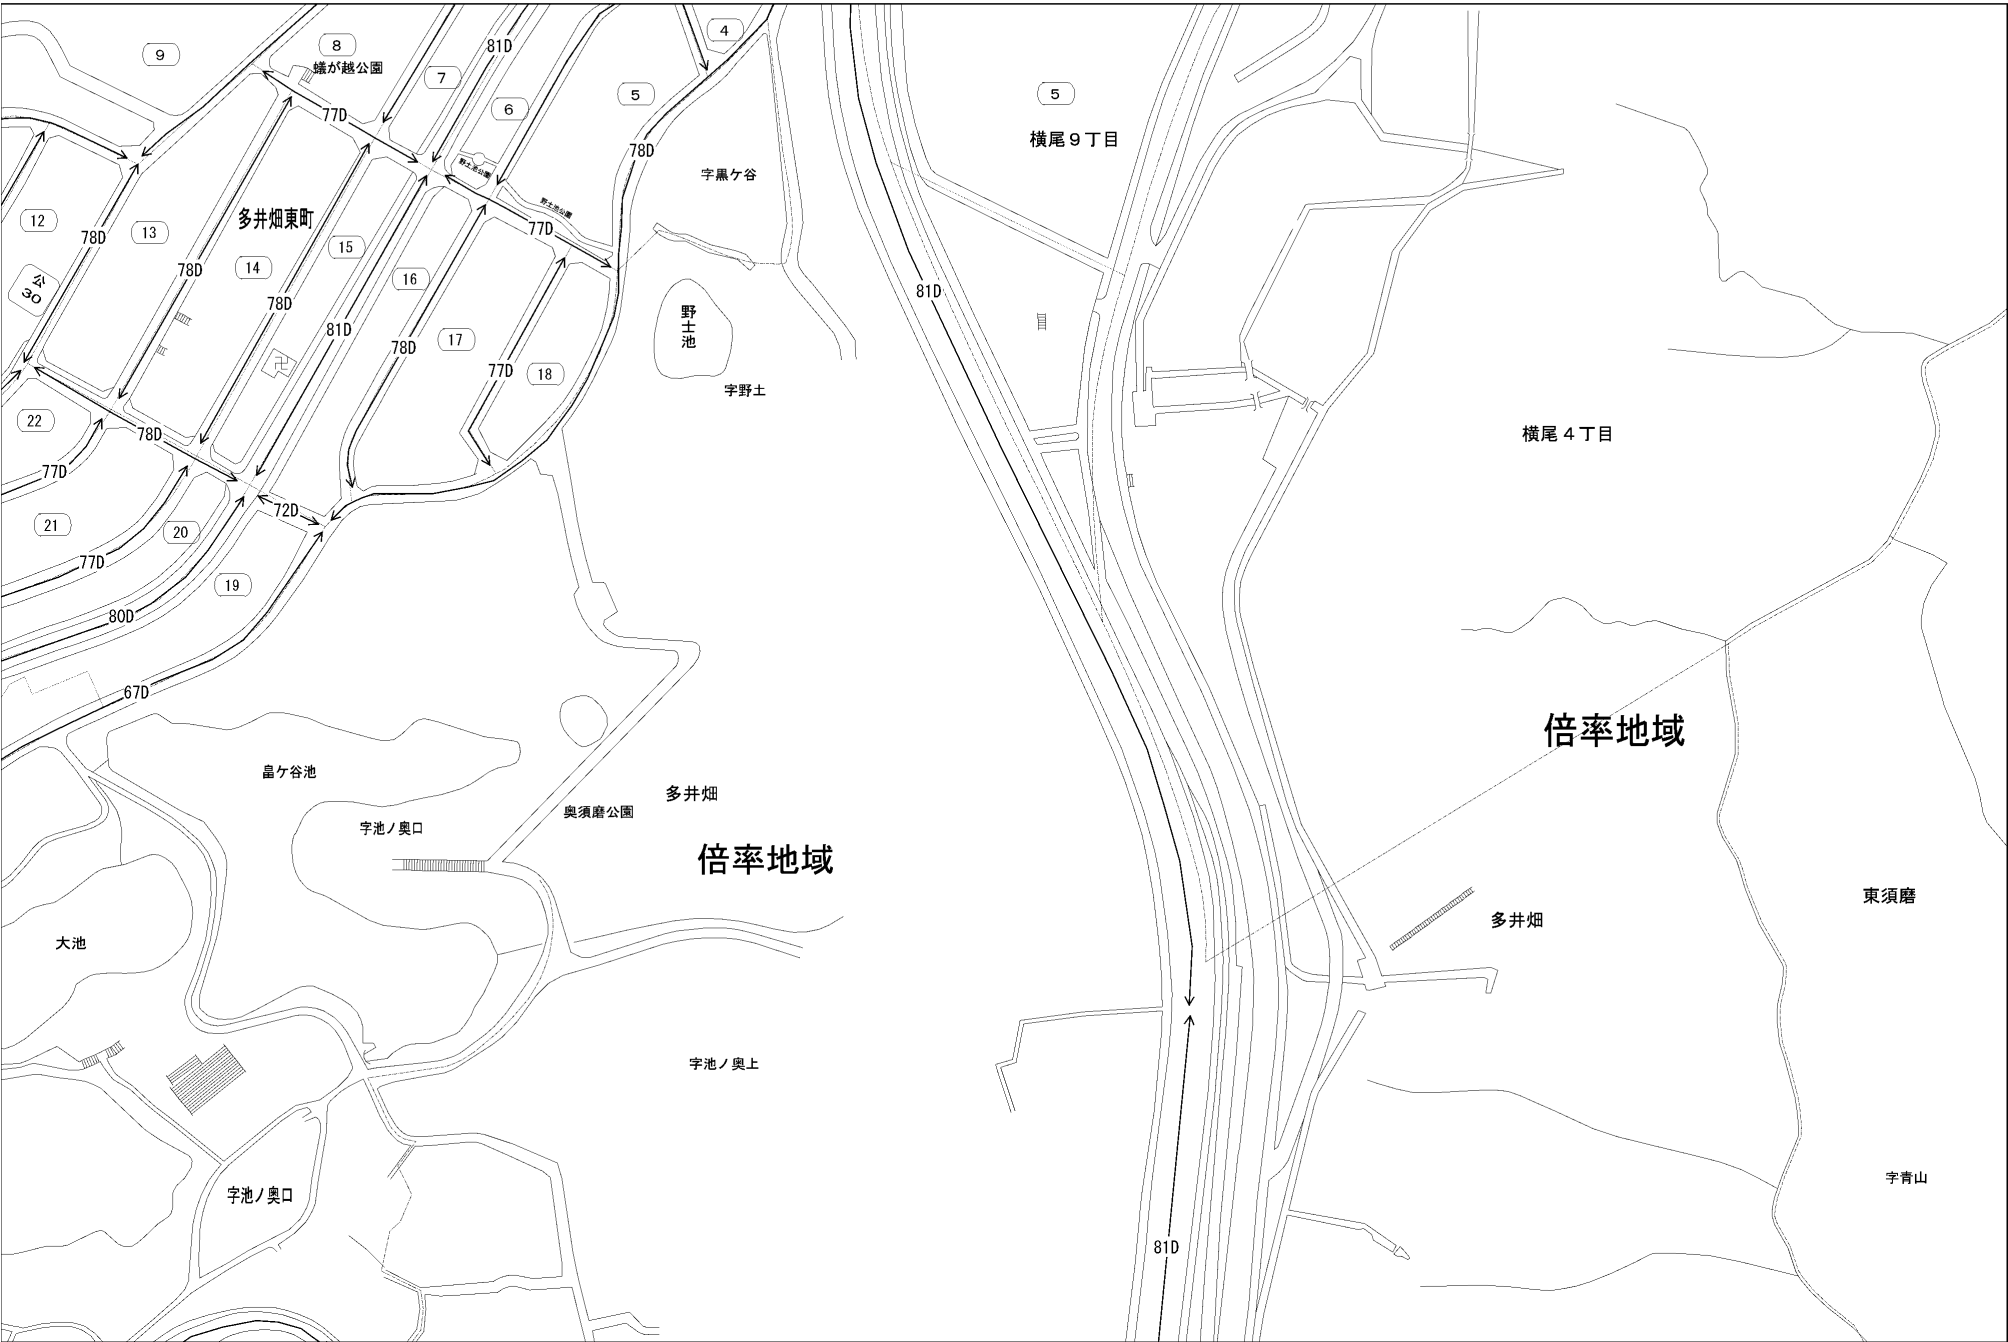 4
8
9
81D
蟻が越公園
7
5
5
6
77D
横尾９丁目
78D
野土池公園
字黒ケ谷
野土池公園
12
多井畑東町
13
77D
78D
15
14
78D
16
公
30
81D
78D
78D
野士池
81D
17
77D
18
字野土
22
78D
横尾４丁目
77D
72D
21
20
77D
19
80D
67D
倍率地域
畠ケ谷池
多井畑
奥須磨公園
字池ノ奥口
倍率地域
東須磨
多井畑
大池
字池ノ奥上
字青山
字池ノ奥口
81D